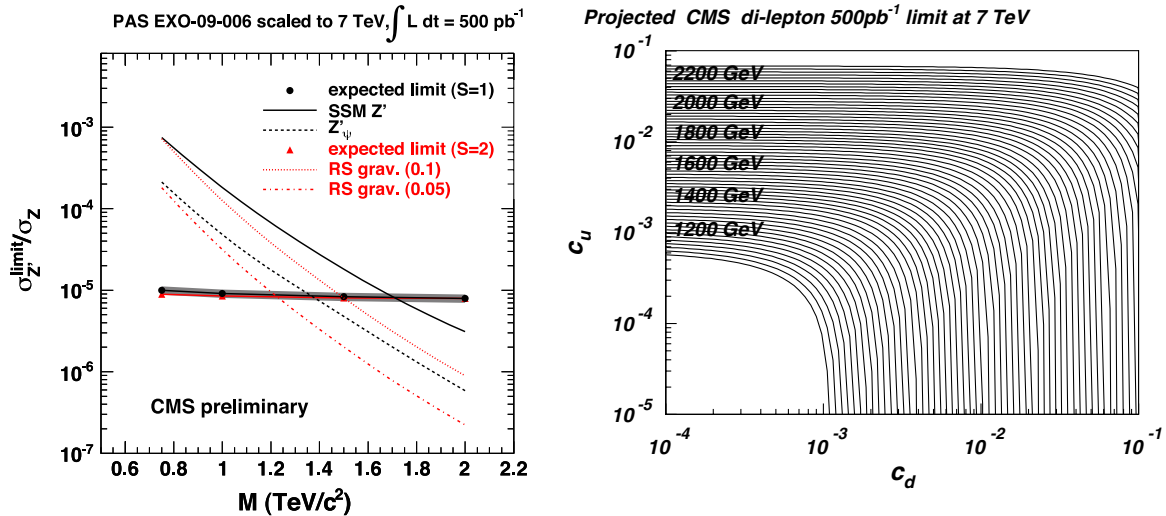 PAS EXO-09-006 scaled to 7 TeV, ∫ L dt = 500 pb⁻¹
expected limit (S=1)
SSM Z'
Z'ψ
expected limit (S=2)
RS grav. (0.1)
RS grav. (0.05)
10⁻³
10⁻⁴
10⁻⁵
10⁻⁶
10⁻⁷
σ_Z'^limit/σ_Z
CMS preliminary
0.6 0.8 1 1.2 1.4 1.6 1.8 2 2.2
M (TeV/c²)
Projected CMS di-lepton 500pb⁻¹ limit at 7 TeV
10⁻¹
10⁻²
10⁻³
10⁻⁴
10⁻⁵
c_u
2200 GeV
2000 GeV
1800 GeV
1600 GeV
1400 GeV
1200 GeV
10⁻⁴ 10⁻³ 10⁻² 10⁻¹
c_d